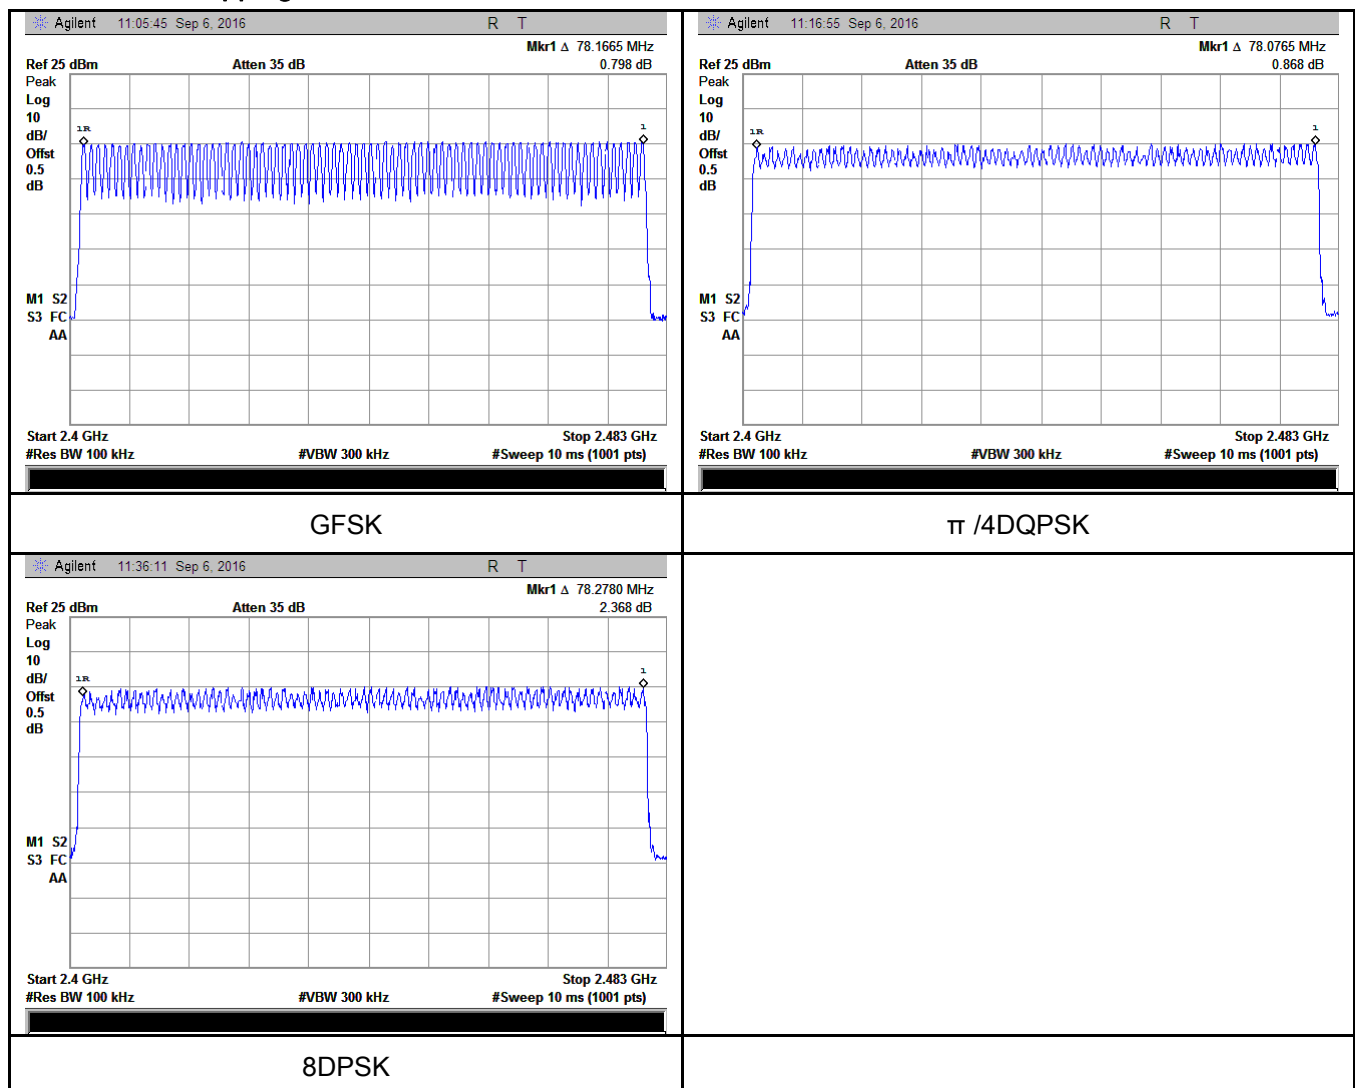 Agilent 11:05:45 Sep 6, 2016 R T
Mkr1 Δ 78.1665 MHz
Ref 25 dBm Atten 35 dB 0.798 dB
Peak
Log
10
dB/
Offst
0.5
dB
1R
1
M1 S2
S3 FC
AA
Start 2.4 GHz Stop 2.483 GHz
#Res BW 100 kHz #VBW 300 kHz #Sweep 10 ms (1001 pts)
GFSK
Agilent 11:16:55 Sep 6, 2016 R T
Mkr1 Δ 78.0765 MHz
Ref 25 dBm Atten 35 dB 0.868 dB
Peak
Log
10
dB/
Offst
0.5
dB
1R
1
M1 S2
S3 FC
AA
Start 2.4 GHz Stop 2.483 GHz
#Res BW 100 kHz #VBW 300 kHz #Sweep 10 ms (1001 pts)
π /4DQPSK
Agilent 11:36:11 Sep 6, 2016 R T
Mkr1 Δ 78.2780 MHz
Ref 25 dBm Atten 35 dB 2.368 dB
Peak
Log
10
dB/
Offst
0.5
dB
1R
1
M1 S2
S3 FC
AA
Start 2.4 GHz Stop 2.483 GHz
#Res BW 100 kHz #VBW 300 kHz #Sweep 10 ms (1001 pts)
8DPSK